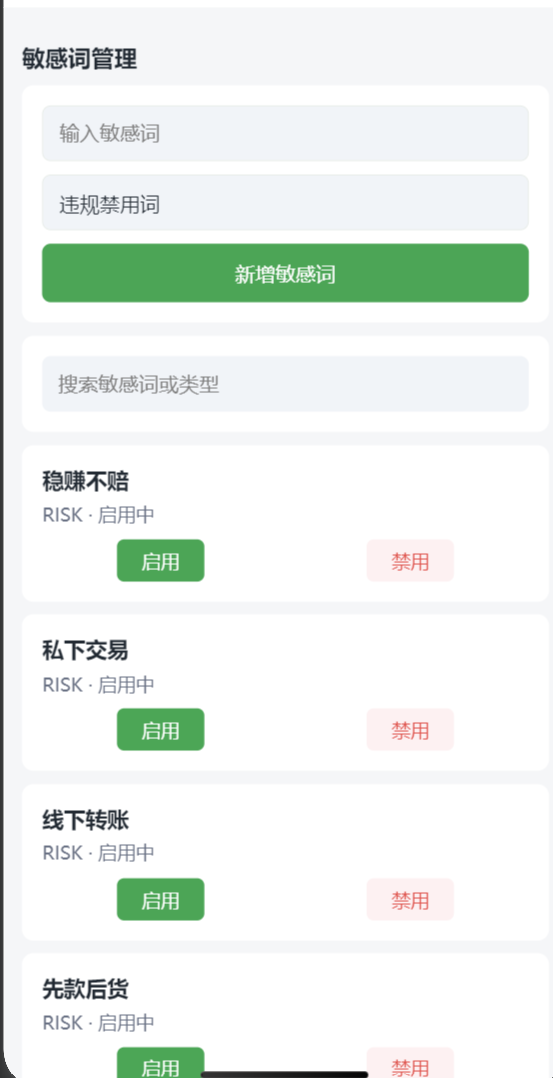 敏感词管理
输入敏感词
违规禁用词
新增敏感词
搜索敏感词或类型
稳赚不赔
RISK · 启用中
启用 禁用
私下交易
RISK · 启用中
启用 禁用
线下转账
RISK · 启用中
启用 禁用
先款后货
RISK · 启用中
启用 禁用